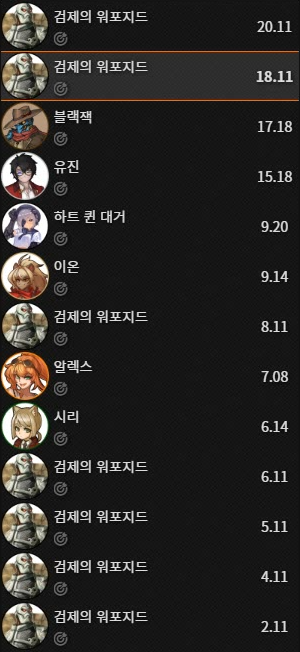 검제의 워포지드
20.11
검제의 워포지드
18.11
블랙잭
17.18
유진
15.18
하트 퀸 대거
9.20
이온
9.14
검제의 워포지드
8.11
알렉스
7.08
시리
6.14
검제의 워포지드
6.11
검제의 워포지드
5.11
검제의 워포지드
4.11
검제의 워포지드
2.11